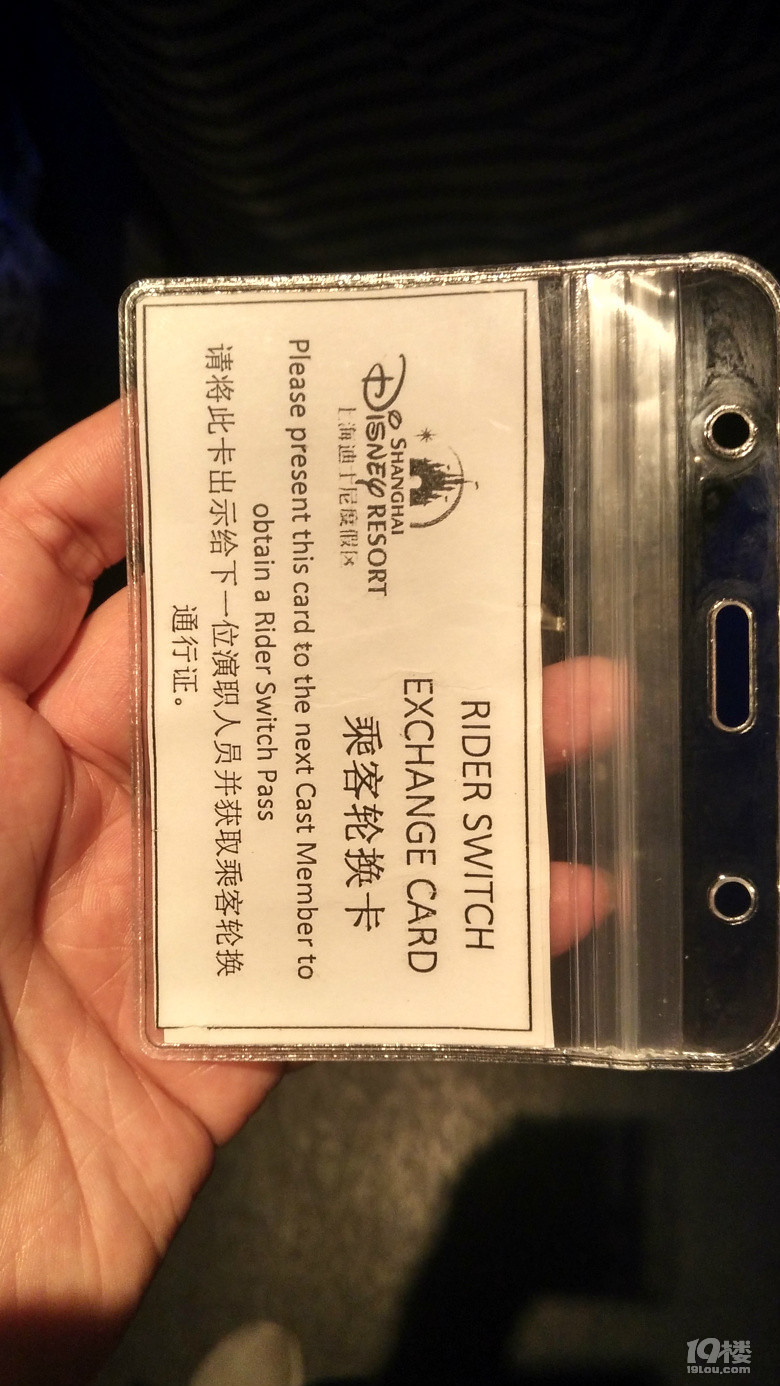 SHANGHAI
DISNEY RESORT
上海迪士尼度假区
RIDER SWITCH
EXCHANGE CARD
乘客轮换卡
Please present this card to the next Cast Member to
obtain a Rider Switch Pass
请将此卡出示给下一位演职人员并获取乘客轮换
通行证。
19楼
19lou.com